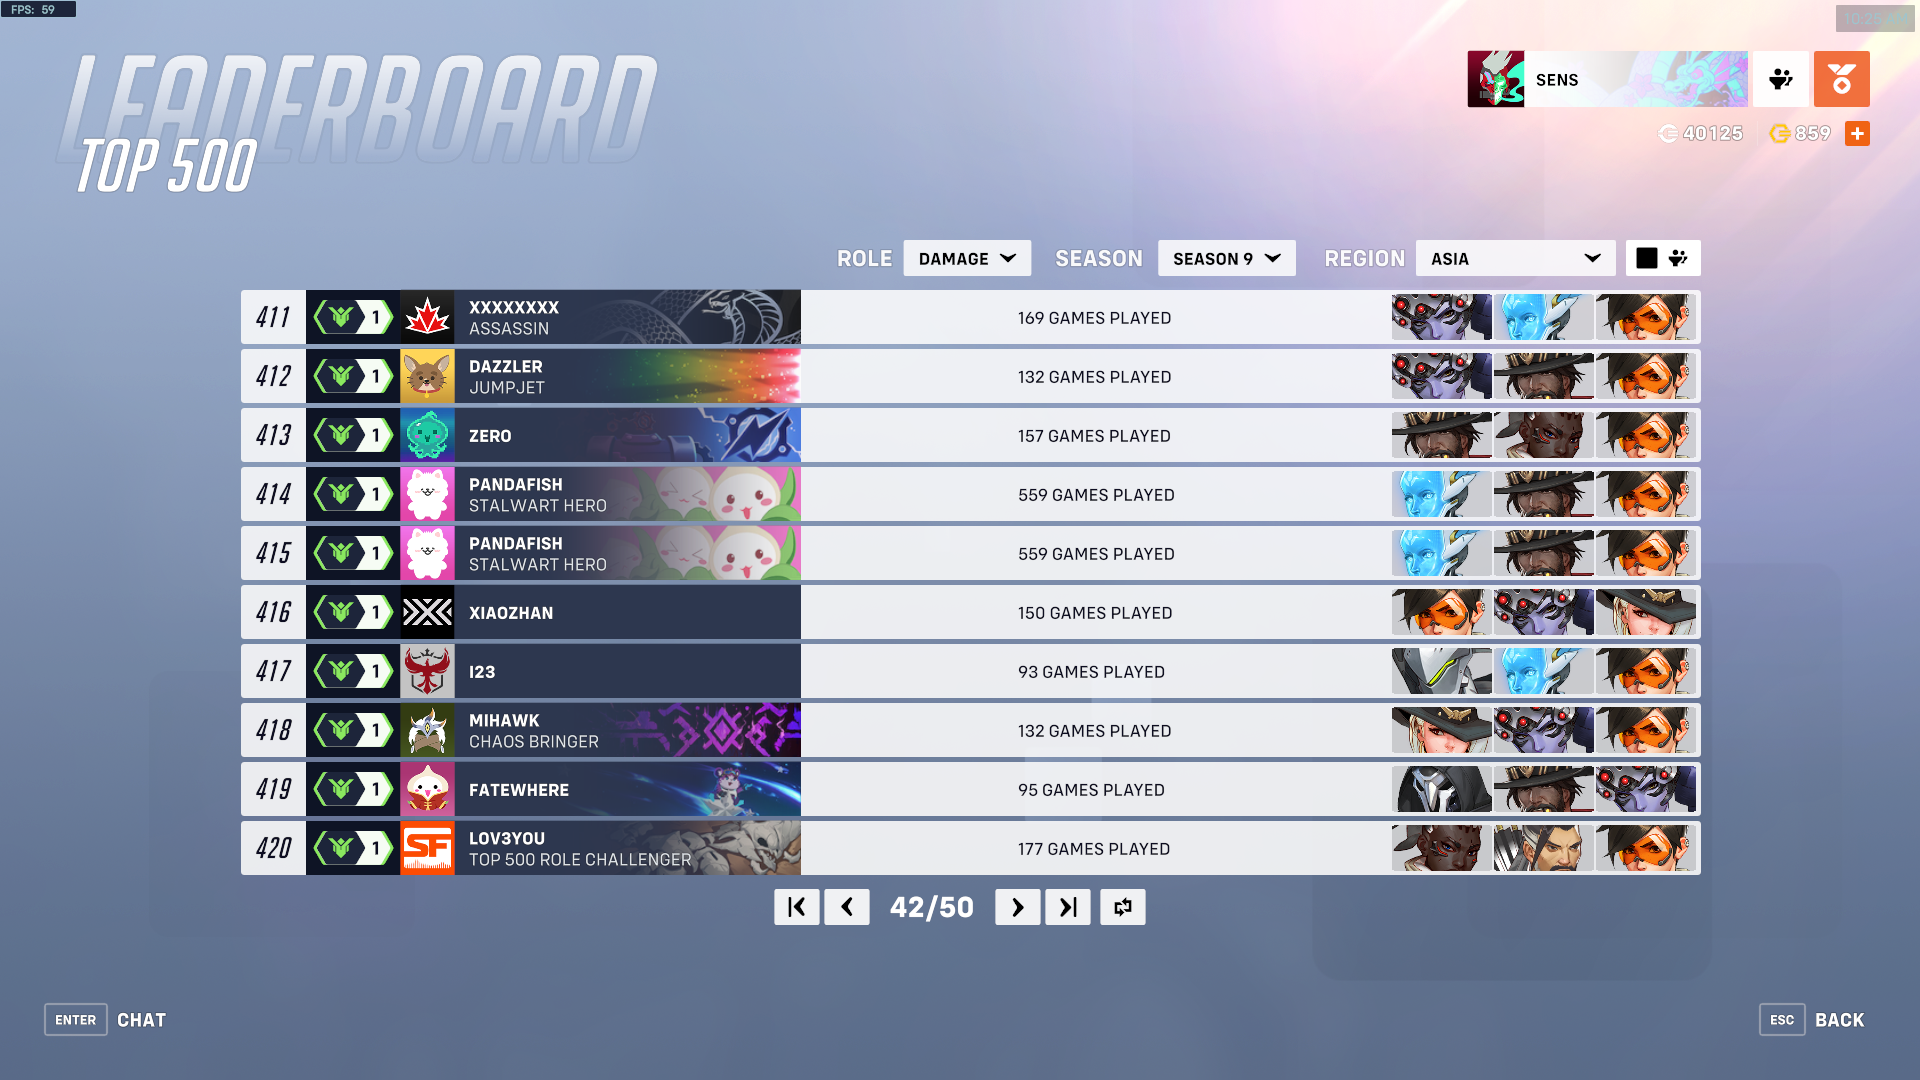 FPS: 59
LEADERBOARD
TOP 500
SENS
40125
859
ROLE
DAMAGE
SEASON
SEASON 9
REGION
ASIA
411 1 XXXXXXXX 169 GAMES PLAYED
ASSASSIN
412 1 DAZZLER 132 GAMES PLAYED
JUMPJET
413 1 ZERO 157 GAMES PLAYED
414 1 PANDAFISH 559 GAMES PLAYED
STALWART HERO
415 1 PANDAFISH 559 GAMES PLAYED
STALWART HERO
416 1 XIAOZHAN 150 GAMES PLAYED
417 1 I23 93 GAMES PLAYED
418 1 MIHAWK 132 GAMES PLAYED
CHAOS BRINGER
419 1 FATEWHERE 95 GAMES PLAYED
420 1 SF LOV3YOU 177 GAMES PLAYED
TOP 500 ROLE CHALLENGER
42/50
ENTER CHAT
ESC BACK